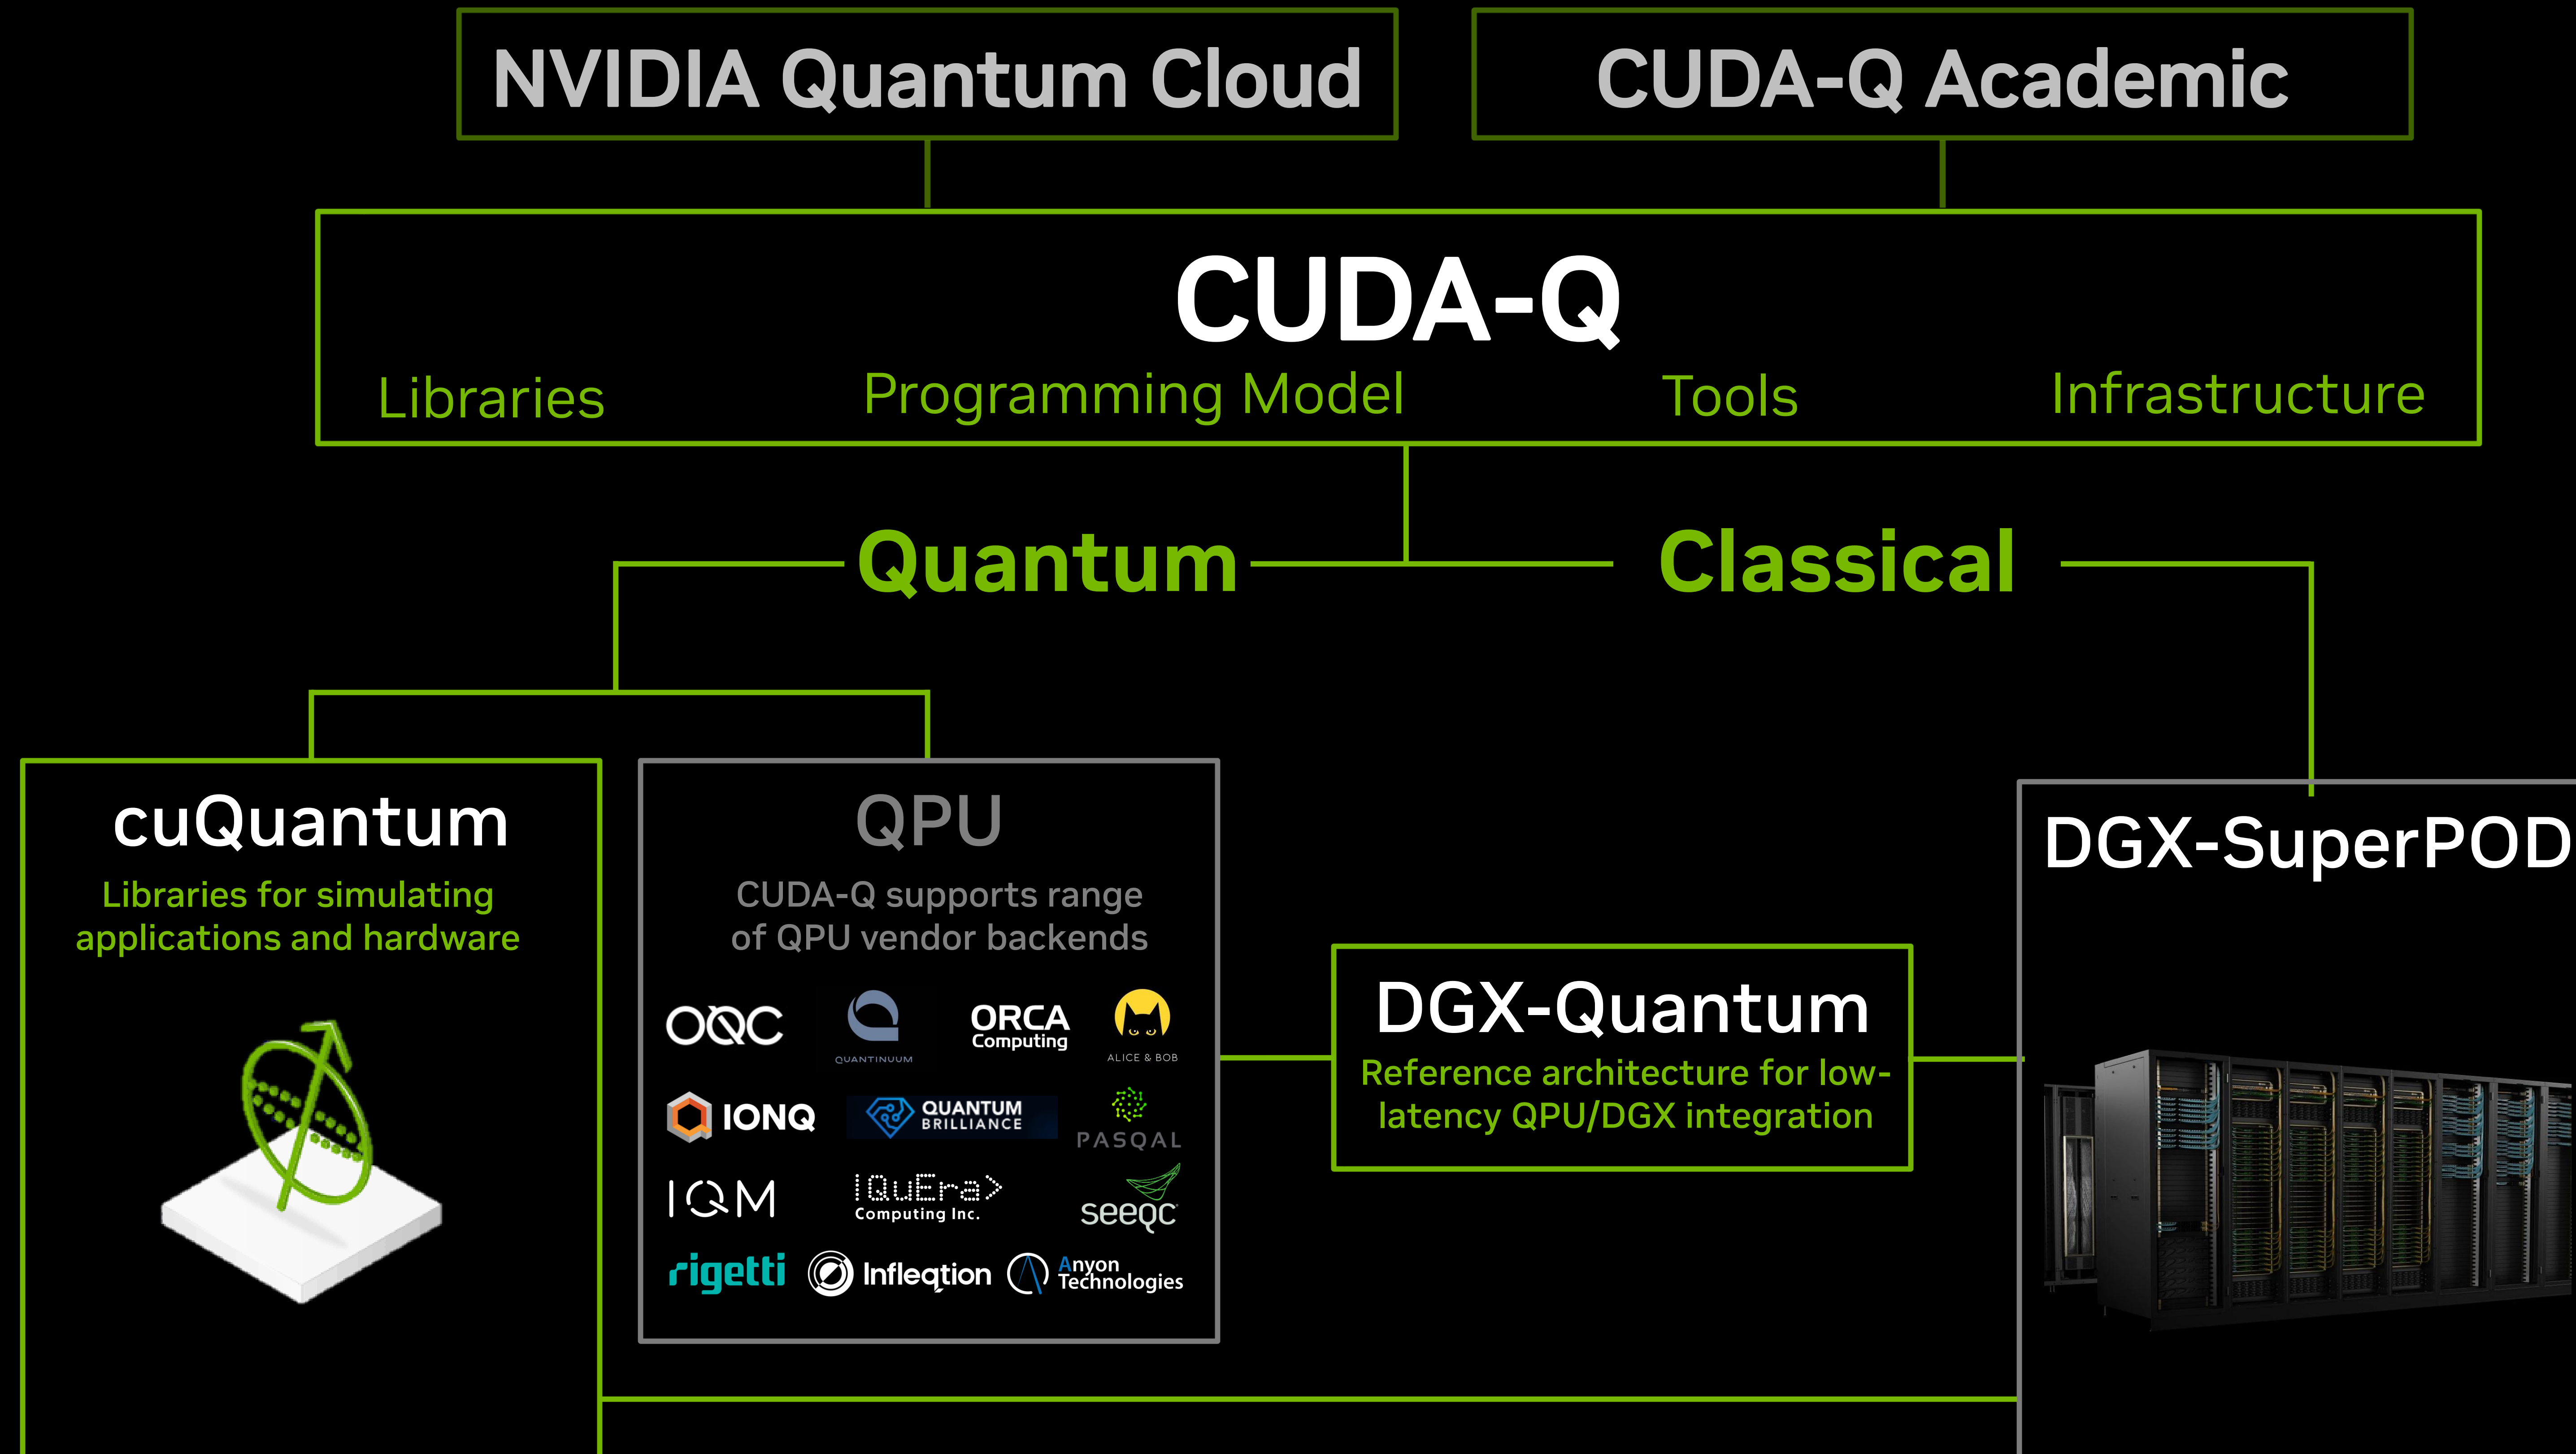 NVIDIA Quantum Cloud
CUDA-Q Academic
CUDA-Q
Libraries
Programming Model
Tools
Infrastructure
Quantum
Classical
cuQuantum
Libraries for simulating
applications and hardware
QPU
CUDA-Q supports range
of QPU vendor backends
OQC
QUANTINUUM
ORCA
Computing
ALICE & BOB
IONQ
QUANTUM
BRILLIANCE
PASQAL
IQM
|QuEra>
Computing Inc.
seeqc
rigetti
Infleqtion
Anyon
Technologies
DGX-Quantum
Reference architecture for low-
latency QPU/DGX integration
DGX-SuperPOD